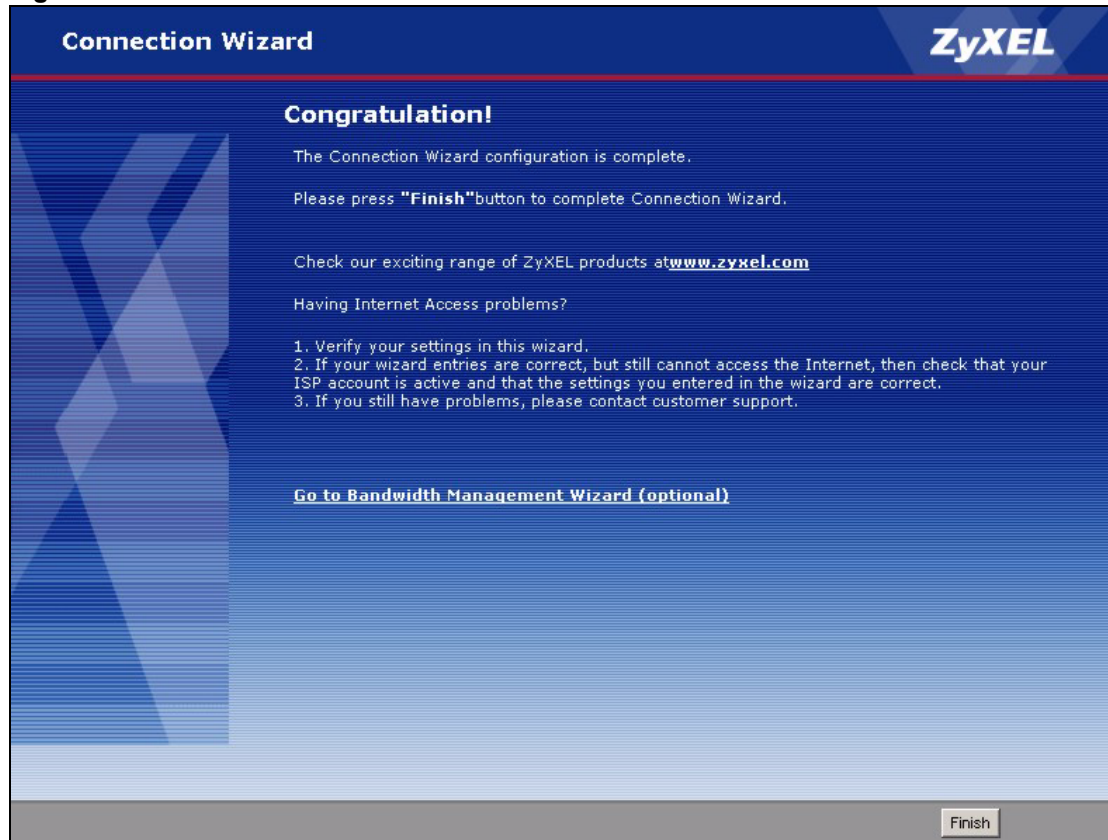 Connection Wizard
ZyXEL
Congratulation!
The Connection Wizard configuration is complete.
Please press "Finish"button to complete Connection Wizard.
Check our exciting range of ZyXEL products atwww.zyxel.com
Having Internet Access problems?
1. Verify your settings in this wizard.
2. If your wizard entries are correct, but still cannot access the Internet, then check that your
ISP account is active and that the settings you entered in the wizard are correct.
3. If you still have problems, please contact customer support.
Go to Bandwidth Management Wizard (optional)
Finish